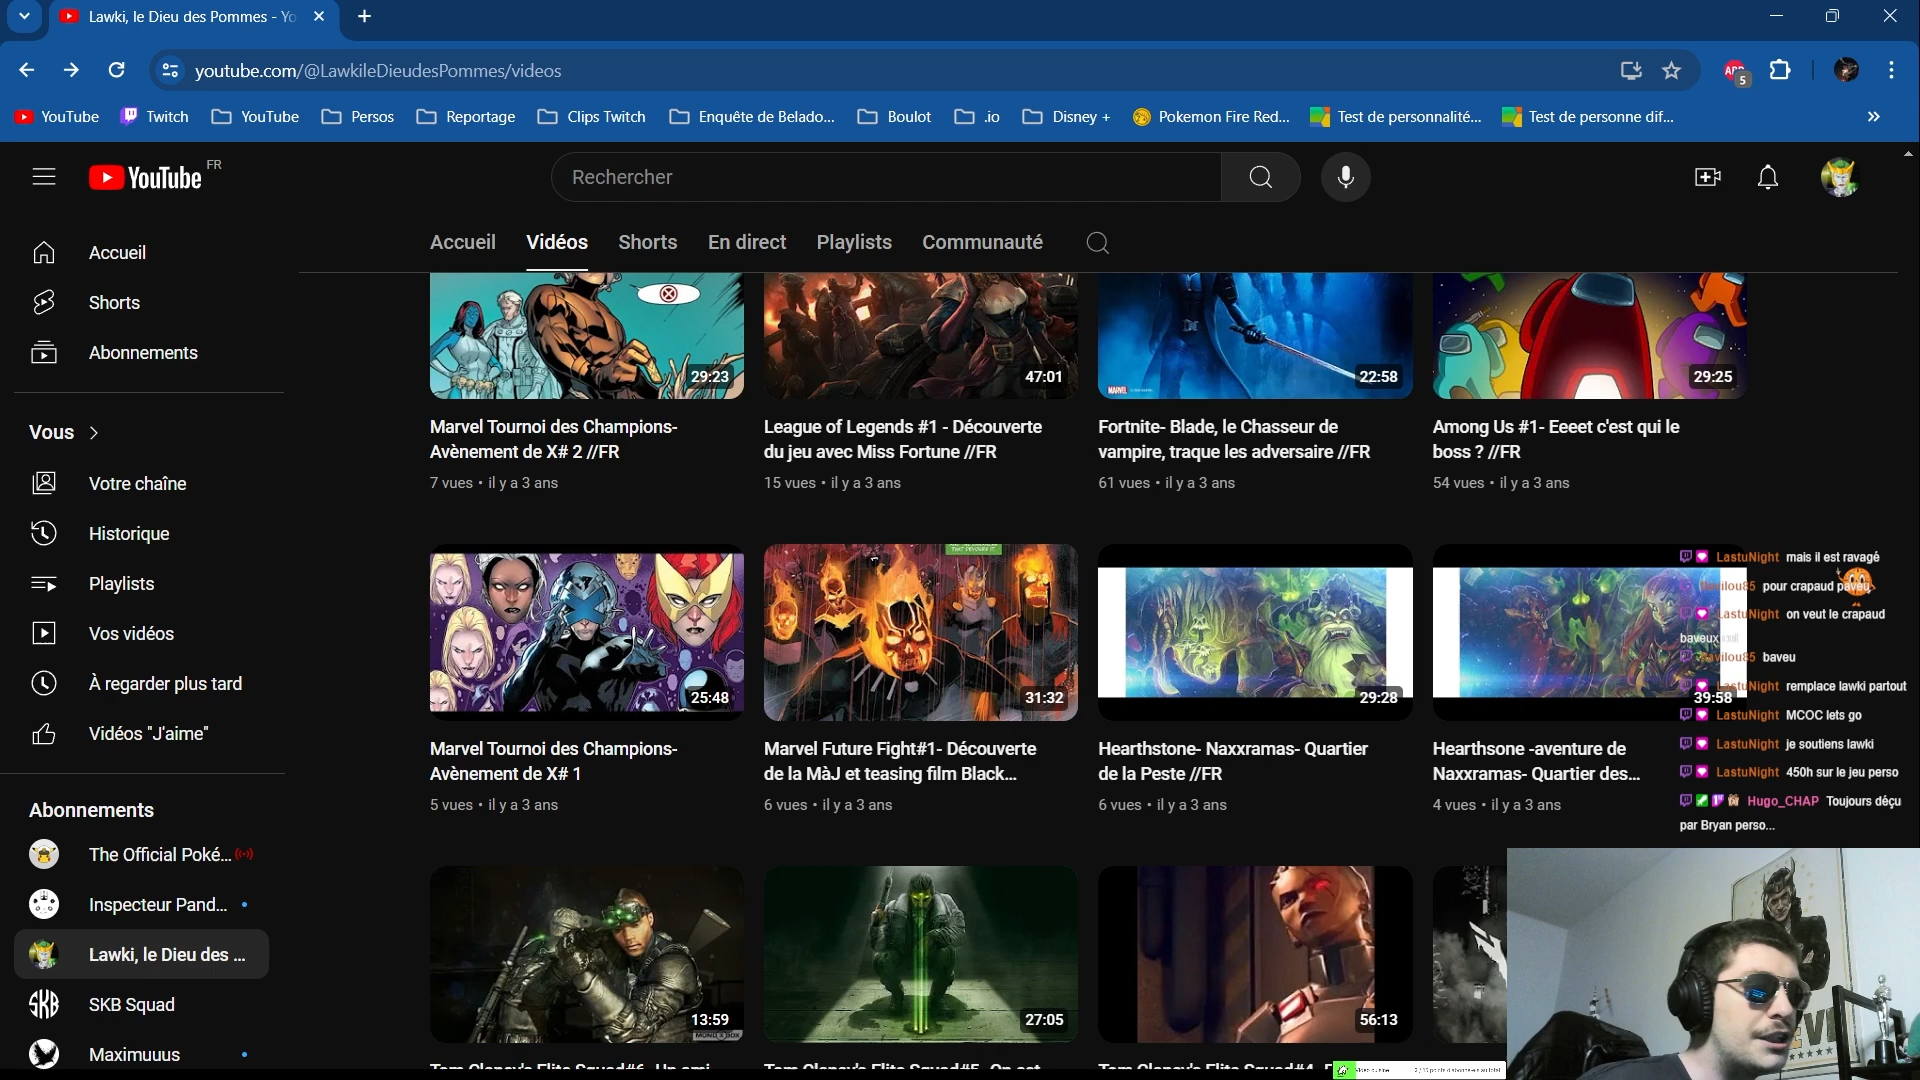 Lawki, le Dieu des Pommes - Yo
youtube.com/@LawkileDieudesPommes/videos
ABP
5
YouTube
Twitch
YouTube
Persos
Reportage
Clips Twitch
Enquête de Belado...
Boulot
.io
Disney +
Pokemon Fire Red...
Test de personnalité...
Test de personne dif...
YouTube FR
Rechercher
Accueil
Shorts
Abonnements
Vous
Votre chaîne
Historique
Playlists
Vos vidéos
À regarder plus tard
Vidéos "J'aime"
Abonnements
The Official Poké...
Inspecteur Pand...
Lawki, le Dieu des ...
SKB
SKB Squad
Maximuuus
Accueil
Vidéos
Shorts
En direct
Playlists
Communauté
29:23
47:01
MARVEL
22:58
29:25
Marvel Tournoi des Champions-
Avènement de X# 2 //FR
7 vues • il y a 3 ans
League of Legends #1 - Découverte
du jeu avec Miss Fortune //FR
15 vues • il y a 3 ans
Fortnite- Blade, le Chasseur de
vampire, traque les adversaire //FR
61 vues • il y a 3 ans
Among Us #1- Eeeet c'est qui le
boss ? //FR
54 vues • il y a 3 ans
25:48
THAT DEVOURS IT
31:32
29:28
39:58
Marvel Tournoi des Champions-
Avènement de X# 1
5 vues • il y a 3 ans
Marvel Future Fight#1- Découverte
de la MàJ et teasing film Black...
6 vues • il y a 3 ans
Hearthstone- Naxxramas- Quartier
de la Peste //FR
6 vues • il y a 3 ans
Hearthsone -aventure de
Naxxramas- Quartier des...
4 vues • il y a 3 ans
13:59
27:05
56:13
LastuNight mais il est ravagé
pour crapaud paveu
LastuNight on veut le crapaud
baveux
baveu
LastuNight remplace lawki partout
LastuNight MCOC lets go
LastuNight je soutiens lawki
LastuNight 450h sur le jeu perso
Hugo_CHAP Toujours déçu
par Bryan perso...